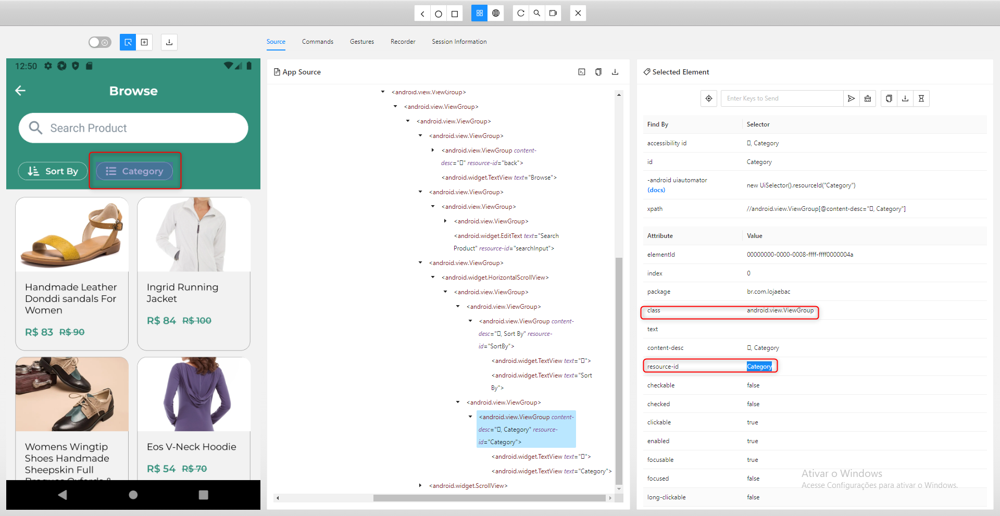 Source
Commands
Gestures
Recorder
Session Information
12:50
Browse
Search Product
Sort By
Category
Handmade Leather
Donddi sandals For
Women
R$ 83 R$ 90
Ingrid Running
Jacket
R$ 84 R$ 100
Womens Wingtip
Shoes Handmade
Sheepskin Full
Eos V-Neck Hoodie
R$ 54 R$ 70
App Source
<android.view.ViewGroup>
<android.view.ViewGroup>
<android.view.ViewGroup>
<android.view.ViewGroup>
<android.view.ViewGroup content-
desc="▯" resource-id="back">
<android.widget.TextView text="Browse">
<android.view.ViewGroup>
<android.view.ViewGroup>
<android.view.ViewGroup>
<android.widget.EditText text="Search
Product" resource-id="searchInput">
<android.view.ViewGroup>
<android.widget.HorizontalScrollView>
<android.view.ViewGroup>
<android.view.ViewGroup>
<android.view.ViewGroup content-
desc="▯, Sort By" resource-
id="SortBy">
<android.widget.TextView text="▯">
<android.widget.TextView text="Sort
By">
<android.view.ViewGroup>
<android.view.ViewGroup content-
desc="▯, Category" resource-
id="Category">
<android.widget.TextView text="▯">
<android.widget.TextView text="Category">
<android.widget.ScrollView>
Selected Element
Enter Keys to Send
Find By Selector
accessibility id ▯, Category
id Category
-android uiautomator
(docs) new UiSelector().resourceId("Category")
xpath //android.view.ViewGroup[@content-desc="▯, Category"]
Attribute Value
elementId 00000000-0000-0008-ffff-ffff0000004a
index 0
package br.com.lojaebac
class android.view.ViewGroup
text
content-desc ▯, Category
resource-id Category
checkable false
checked false
clickable true
enabled true
focusable true
focused false
long-clickable false
Ativar o Windows
Acesse Configurações para ativar o Windows.